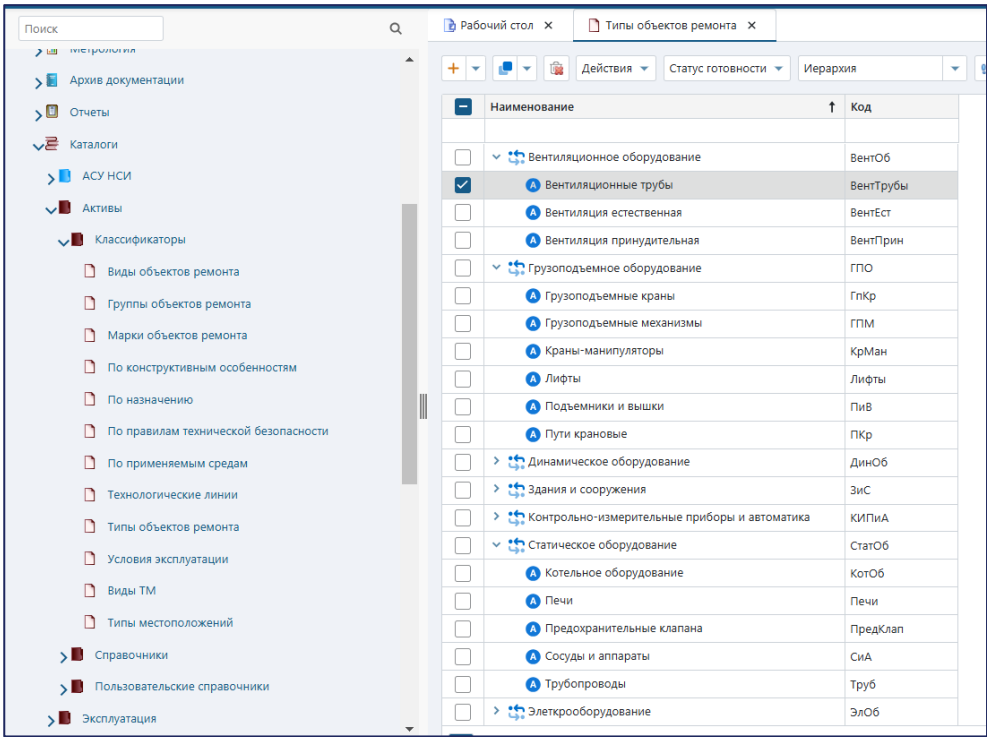 Поиск
Метрология
Архив документации
Отчеты
Каталоги
АСУ НСИ
Активы
Классификаторы
Виды объектов ремонта
Группы объектов ремонта
Марки объектов ремонта
По конструктивным особенностям
По назначению
По правилам технической безопасности
По применяемым средам
Технологические линии
Типы объектов ремонта
Условия эксплуатации
Виды ТМ
Типы местоположений
Справочники
Пользовательские справочники
Эксплуатация
Рабочий стол × Типы объектов ремонта ×
Действия Статус готовности Иерархия
Наименование ↑ Код
Вентиляционное оборудование ВентОб
А Вентиляционные трубы ВентТрубы
А Вентиляция естественная ВентЕст
А Вентиляция принудительная ВентПрин
Грузоподъемное оборудование ГПО
А Грузоподъемные краны ГпКр
А Грузоподъемные механизмы ГПМ
А Краны-манипуляторы КрМан
А Лифты Лифты
А Подъемники и вышки ПиВ
А Пути крановые ПКр
Динамическое оборудование ДинОб
Здания и сооружения ЗиС
Контрольно-измерительные приборы и автоматика КИПиА
Статическое оборудование СтатОб
А Котельное оборудование КотОб
А Печи Печи
А Предохранительные клапана ПредКлап
А Сосуды и аппараты СиА
А Трубопроводы Труб
Элеткрооборудование ЭлОб